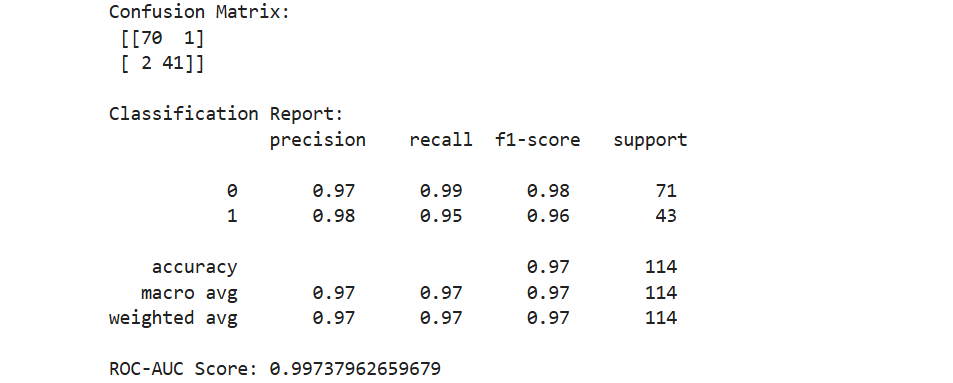 Confusion Matrix:
[[70  1]
[ 2 41]]
Classification Report:
precision    recall  f1-score   support
0       0.97      0.99      0.98        71
1       0.98      0.95      0.96        43
accuracy                           0.97       114
macro avg       0.97      0.97      0.97       114
weighted avg       0.97      0.97      0.97       114
ROC-AUC Score: 0.99737962659679